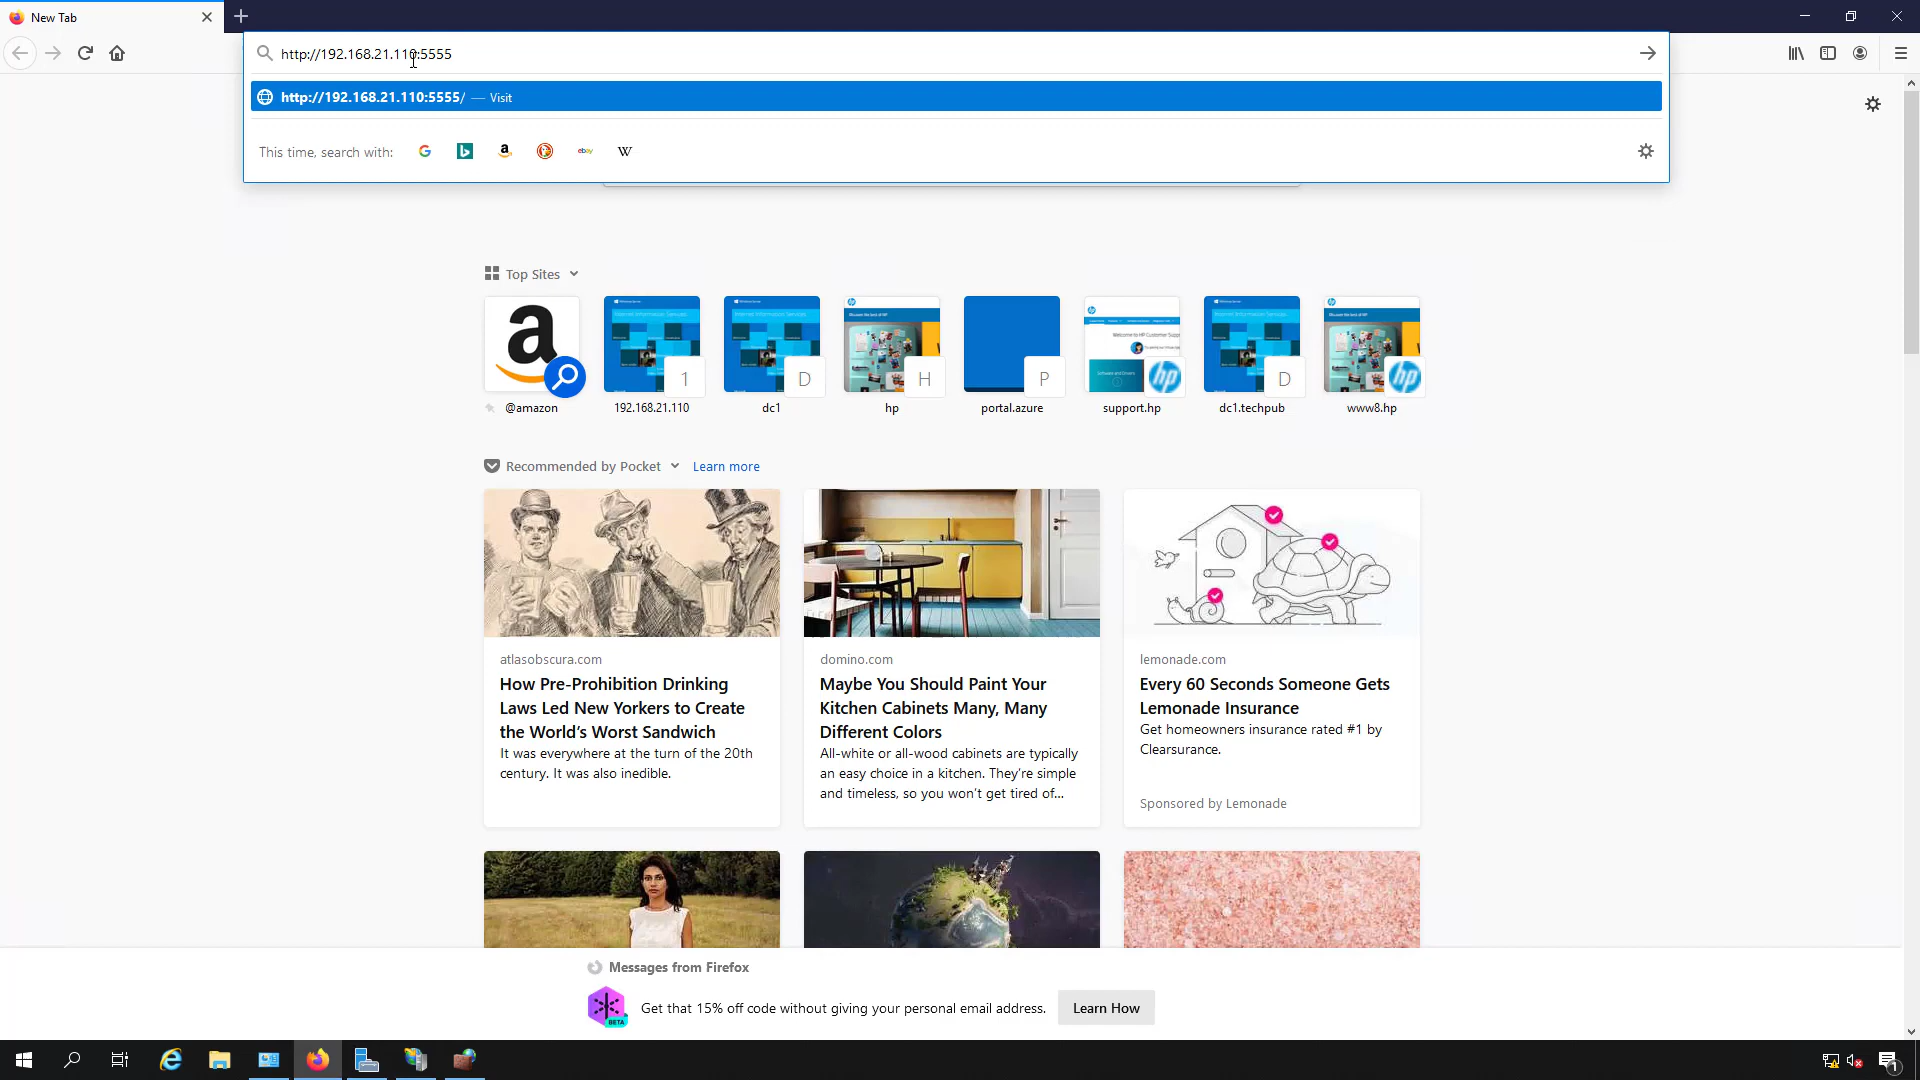 New Tab
http://192.168.21.110:5555
http://192.168.21.110:5555/ — Visit
This time, search with:
Top Sites
1
D
H
P
D
@amazon
192.168.21.110
dc1
hp
portal.azure
support.hp
dc1.techpub
www8.hp
Recommended by Pocket
Learn more
atlasobscura.com
How Pre-Prohibition Drinking
Laws Led New Yorkers to Create
the World's Worst Sandwich
It was everywhere at the turn of the 20th
century. It was also inedible.
domino.com
Maybe You Should Paint Your
Kitchen Cabinets Many, Many
Different Colors
All-white or all-wood cabinets are typically
an easy choice in a kitchen. They're simple
and timeless, so you won't get tired of...
lemonade.com
Every 60 Seconds Someone Gets
Lemonade Insurance
Get homeowners insurance rated #1 by
Clearsurance.
Sponsored by Lemonade
Messages from Firefox
BETA
Get that 15% off code without giving your personal email address.
Learn How
1